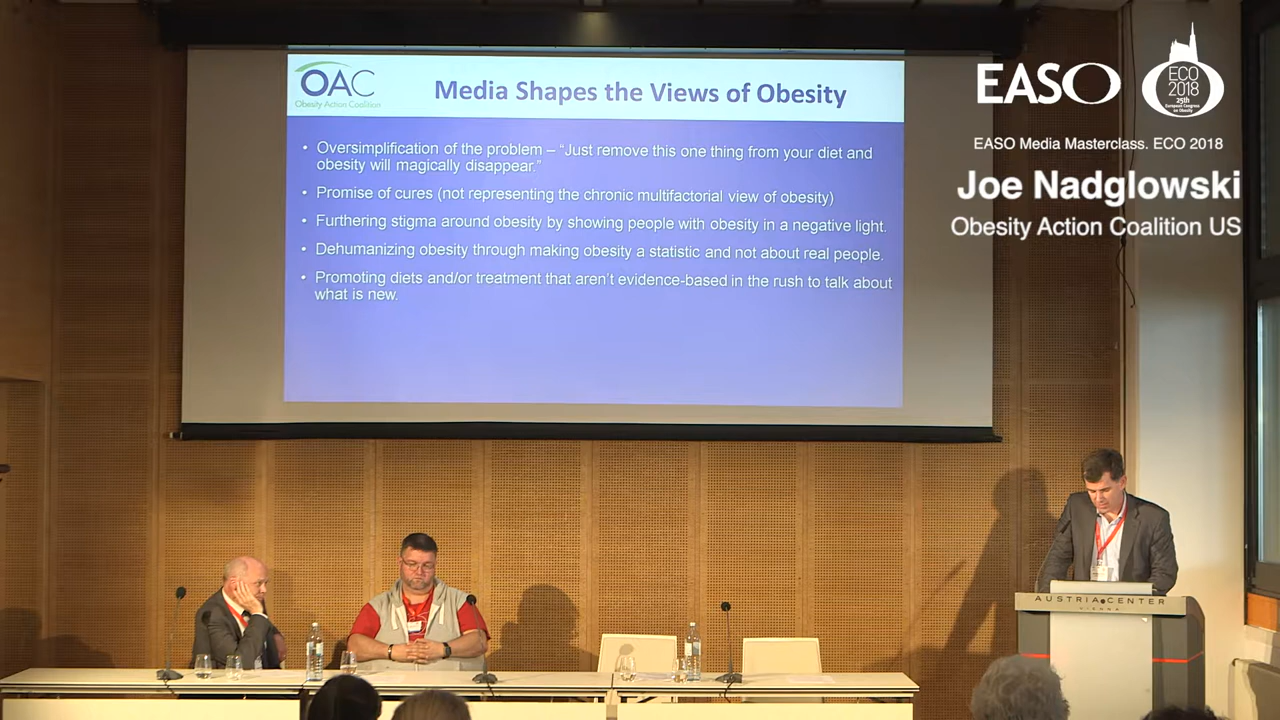 OAC
Obesity Action Coalition
Media Shapes the Views of Obesity
• Oversimplification of the problem – “Just remove this one thing from your diet and
obesity will magically disappear.”
• Promise of cures (not representing the chronic multifactorial view of obesity)
• Furthering stigma around obesity by showing people with obesity in a negative light.
• Dehumanizing obesity through making obesity a statistic and not about real people.
• Promoting diets and/or treatment that aren’t evidence-based in the rush to talk about
what is new.
EASO
ECO
2018
25th
European Congress
on Obesity
EASO Media Masterclass. ECO 2018
Joe Nadglowski
Obesity Action Coalition US
AUSTRIA CENTER
VIENNA